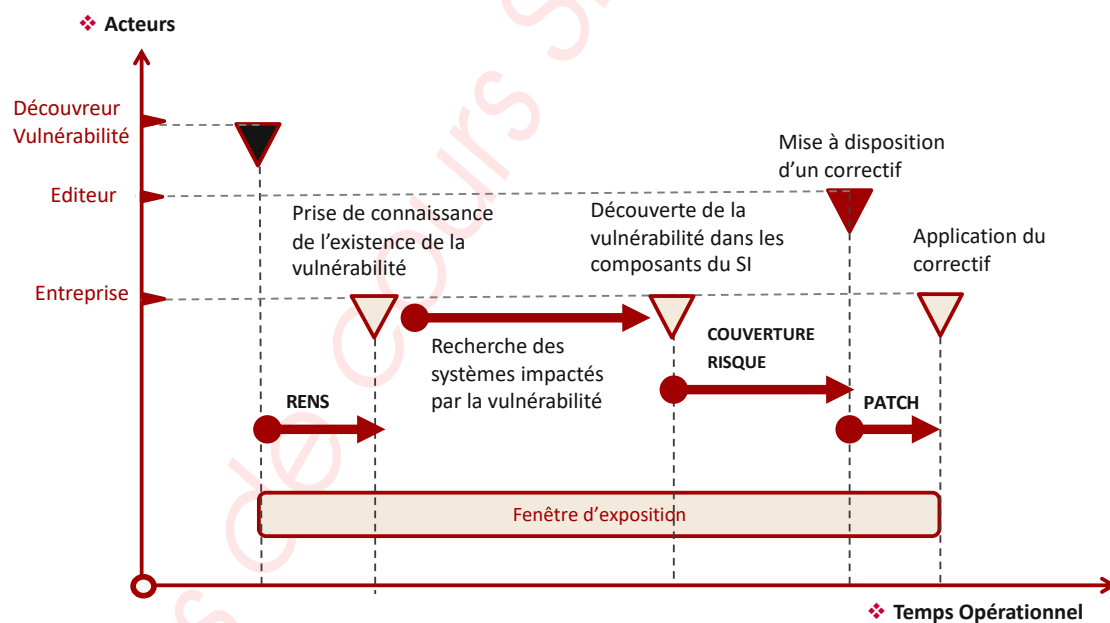 ❖ Acteurs
Découvreur
Vulnérabilité
Mise à disposition
d’un correctif
Editeur
Prise de connaissance
de l’existence de la
vulnérabilité
Découverte de la
vulnérabilité dans les
composants du SI
Application du
correctif
Entreprise
COUVERTURE
RISQUE
Recherche des
systèmes impactés
par la vulnérabilité
RENS
PATCH
Fenêtre d’exposition
❖ Temps Opérationnel
de cours